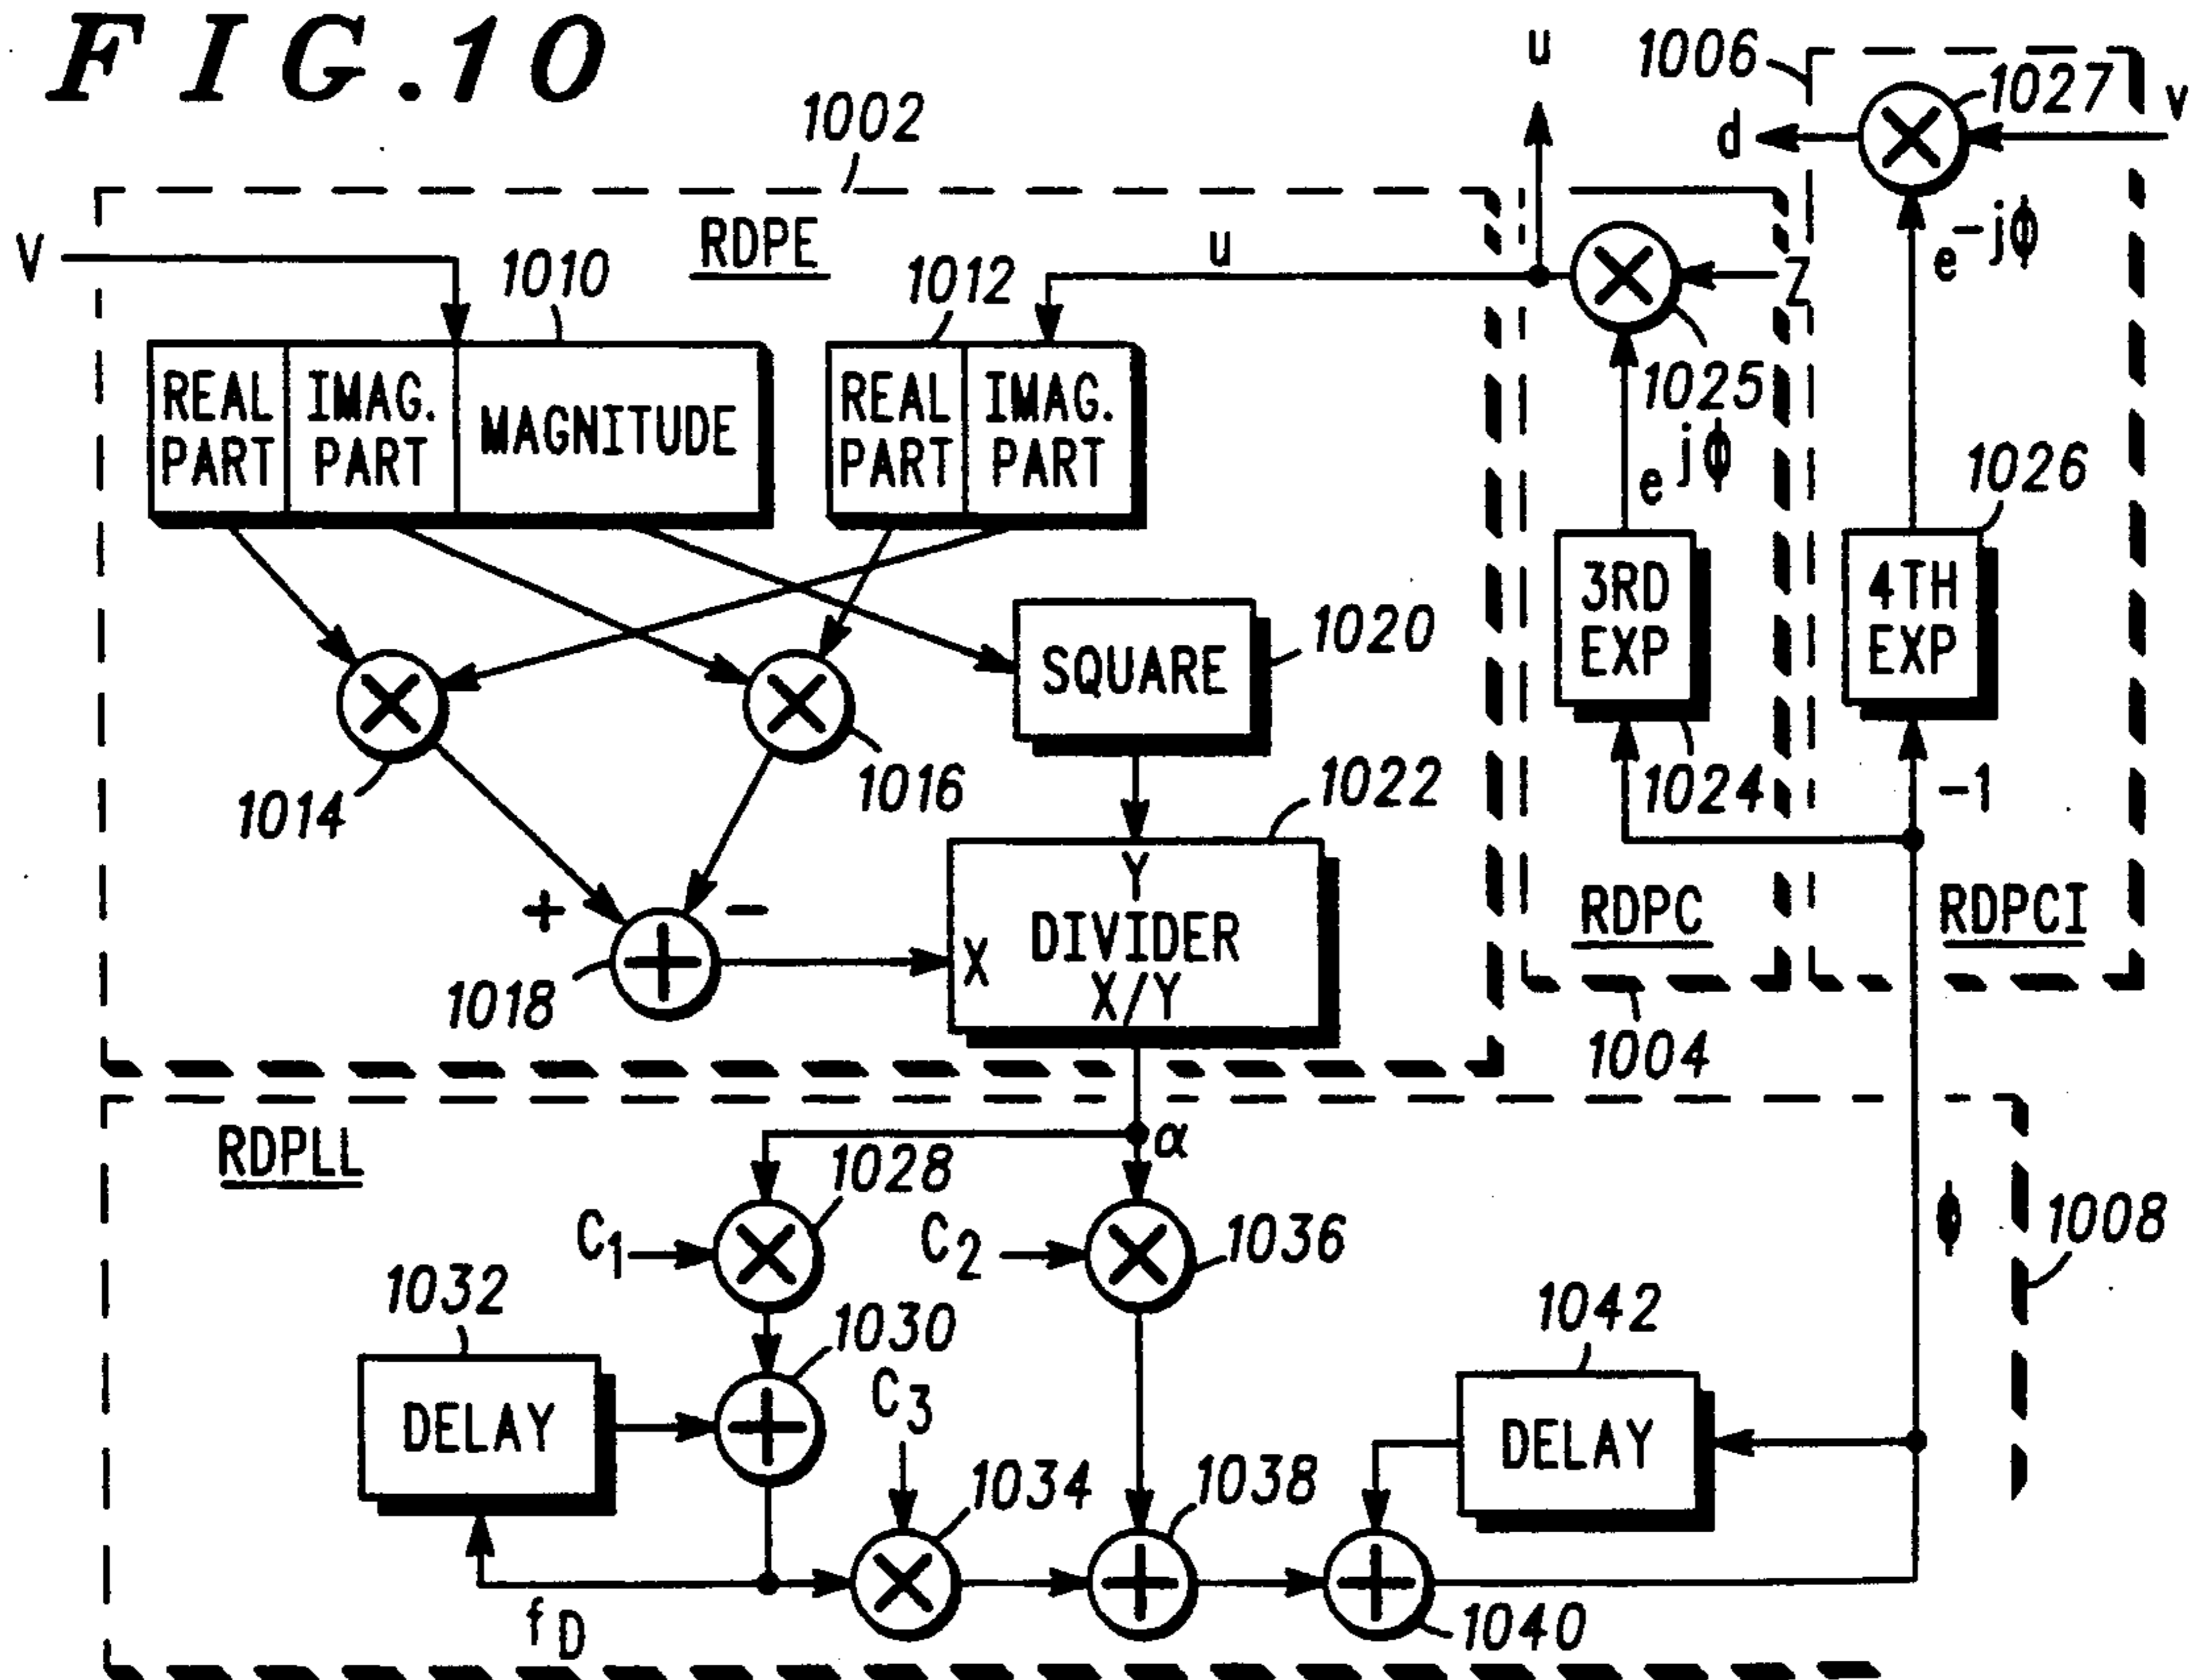 FIG.10
u
1006
1027
v
d
1002
e^-jϕ
RDPE
V
1010
1012
u
Z
REAL PART
IMAG. PART
MAGNITUDE
REAL PART
IMAG. PART
1025
e^jϕ
1026
3RD EXP
4TH EXP
SQUARE
1020
1014
1016
1022
1024
-1
Y
DIVIDER
X
X/Y
+
-
RDPC
RDPCI
1018
1004
RDPLL
α
1028
C1
C2
1036
ϕ
1008
1032
1030
C3
1042
DELAY
DELAY
1034
1038
fD
1040